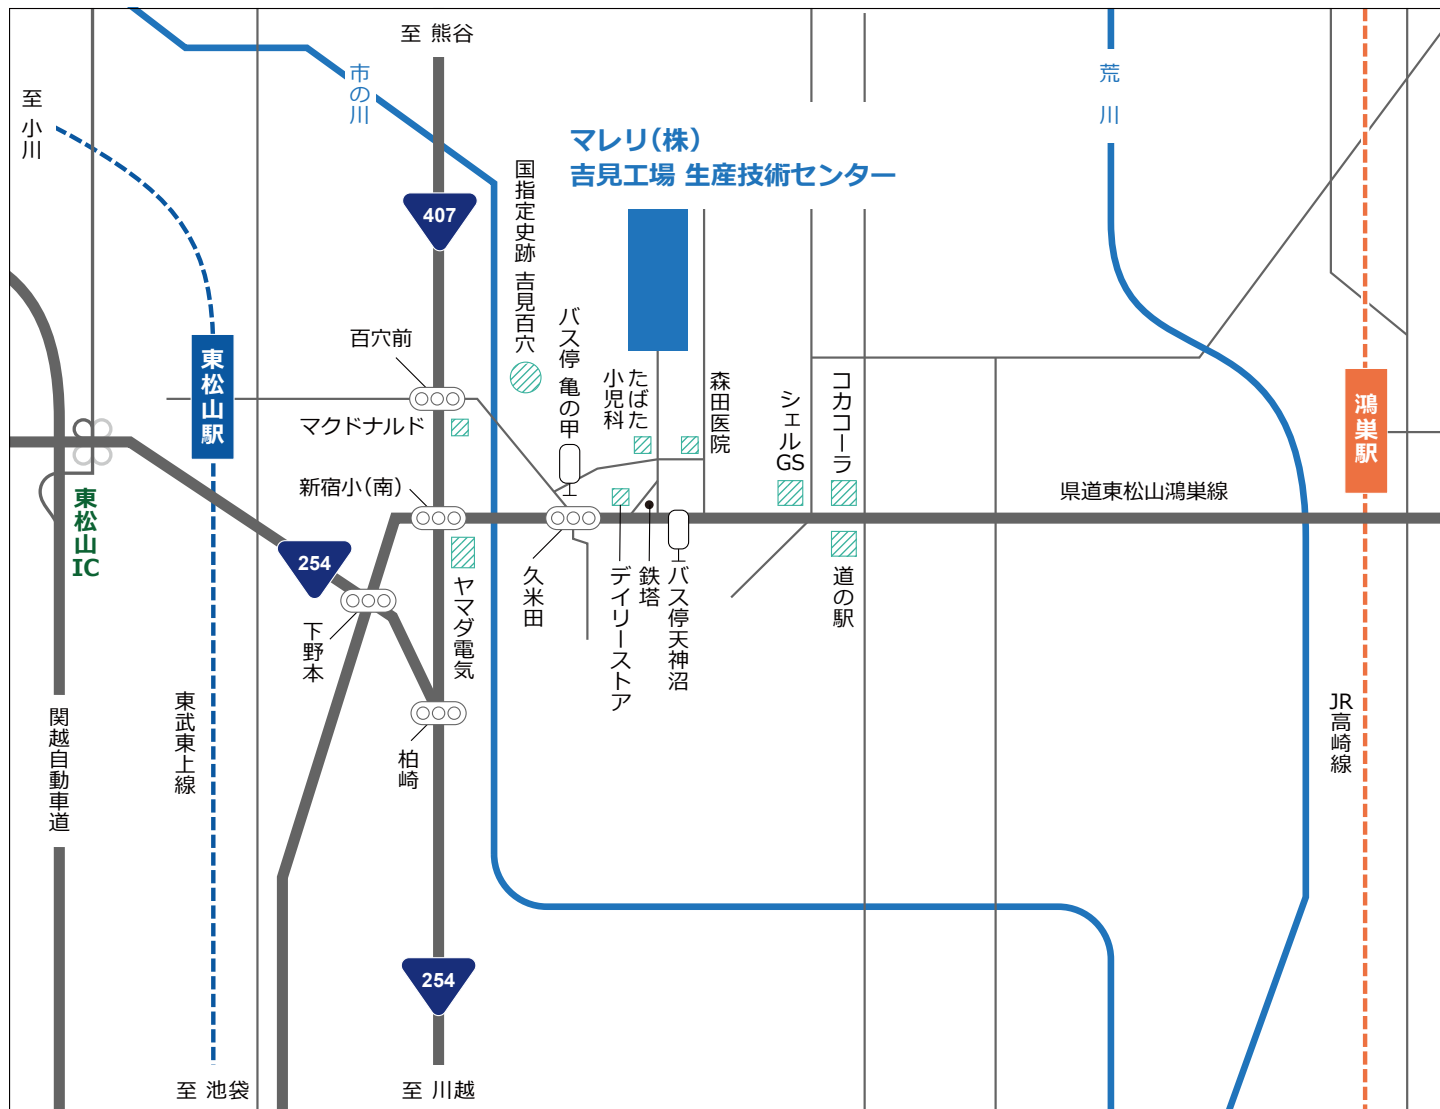 至 熊谷
市の川
荒川
至 小川
マレリ(株)
吉見工場 生産技術センター
国指定史跡 吉見百穴
407
バス停 亀の甲
百穴前
東松山駅
たばた
小児科
森田医院
シェル
GS
コカコーラ
鴻巣駅
マクドナルド
新宿小(南)
県道東松山鴻巣線
東松山
IC
254
久米田
デイリーストア
鉄塔
バス停天神沼
道の駅
ヤマダ電気
下野本
東武東上線
関越自動車道
JR
高崎線
柏崎
254
至 池袋
至 川越